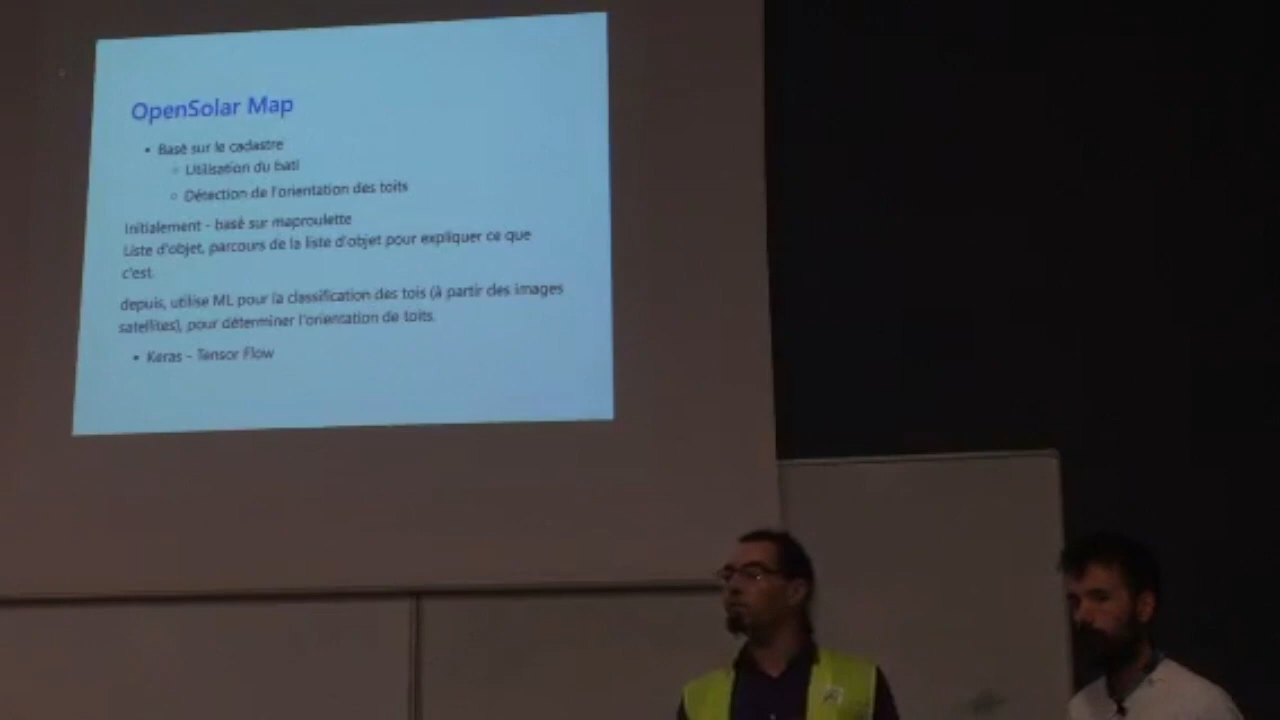 OpenSolar Map
• Basé sur le cadastre
◦ Utilisation du bati
◦ Détection de l'orientation des toits
Initialement - basé sur maproulette
Liste d'objet, parcours de la liste d'objet pour expliquer ce que
c'est.
depuis, utilise ML pour la classification des tois (à partir des images
satellites), pour déterminer l'orientation de toits.
• Keras - Tensor Flow